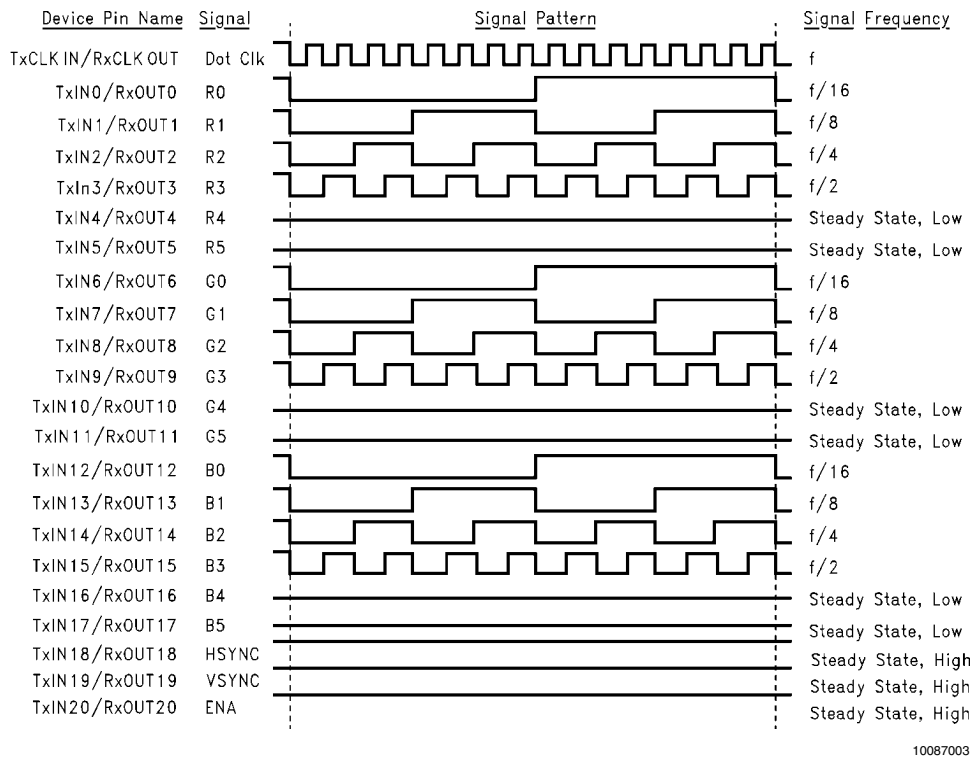 Device Pin Name Signal Signal Pattern Signal Frequency
TxCLK IN/RxCLK OUT Dot Clk f
TxIN0/RxOUT0 R0 f/16
TxIN1/RxOUT1 R1 f/8
TxIN2/RxOUT2 R2 f/4
TxIn3/RxOUT3 R3 f/2
TxIN4/RxOUT4 R4 Steady State, Low
TxIN5/RxOUT5 R5 Steady State, Low
TxIN6/RxOUT6 G0 f/16
TxIN7/RxOUT7 G1 f/8
TxIN8/RxOUT8 G2 f/4
TxIN9/RxOUT9 G3 f/2
TxIN10/RxOUT10 G4 Steady State, Low
TxIN11/RxOUT11 G5 Steady State, Low
TxIN12/RxOUT12 B0 f/16
TxIN13/RxOUT13 B1 f/8
TxIN14/RxOUT14 B2 f/4
TxIN15/RxOUT15 B3 f/2
TxIN16/RxOUT16 B4 Steady State, Low
TxIN17/RxOUT17 B5 Steady State, Low
TxIN18/RxOUT18 HSYNC Steady State, High
TxIN19/RxOUT19 VSYNC Steady State, High
TxIN20/RxOUT20 ENA Steady State, High
10087003